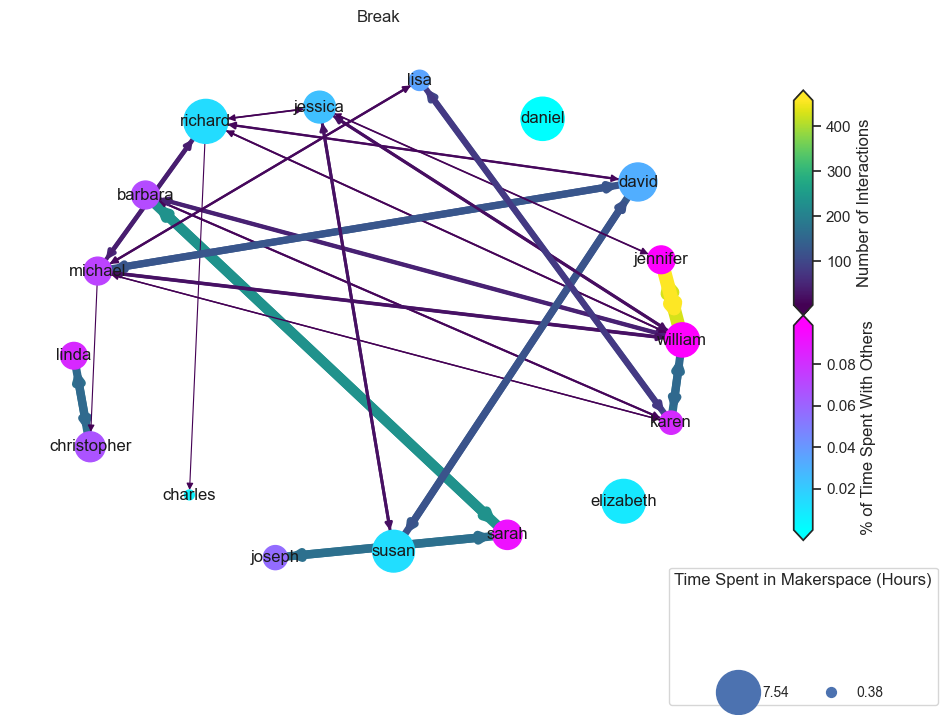 Break
lisa
jessica
richard
daniel
david
barbara
jennifer
michael
william
linda
karen
christopher
charles
elizabeth
sarah
susan
joseph
400
300
200
100
Number of Interactions
0.08
0.06
0.04
0.02
% of Time Spent With Others
Time Spent in Makerspace (Hours)
7.54
0.38